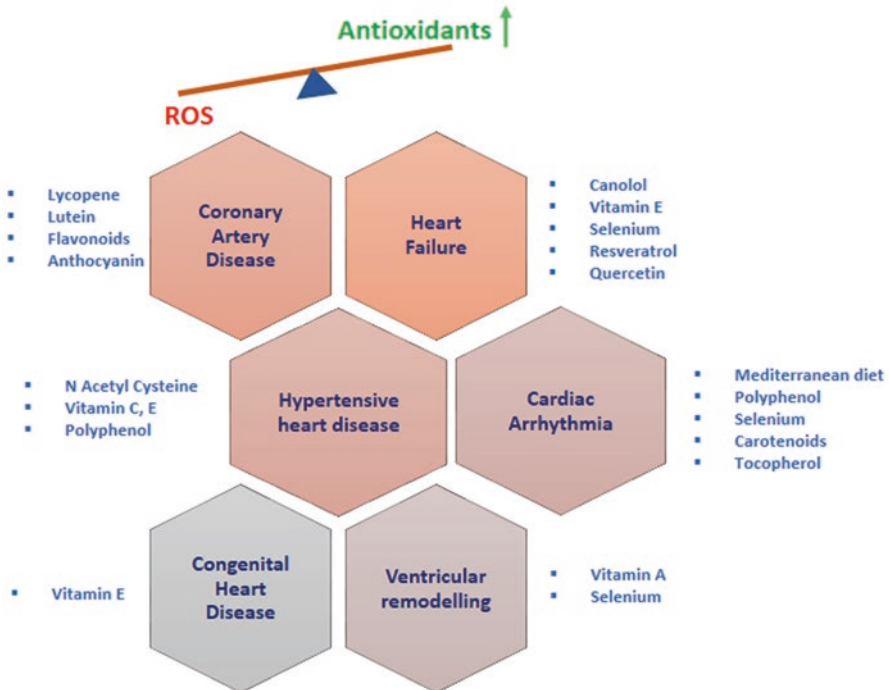 Antioxidants
ROS
Lycopene
Lutein
Flavonoids
Anthocyanin
Coronary
Artery
Disease
Heart
Failure
Canolol
Vitamin E
Selenium
Resveratrol
Quercetin
N Acetyl Cysteine
Vitamin C, E
Polyphenol
Hypertensive
heart disease
Cardiac
Arrhythmia
Mediterranean diet
Polyphenol
Selenium
Carotenoids
Tocopherol
Vitamin E
Congenital
Heart
Disease
Ventricular
remodelling
Vitamin A
Selenium